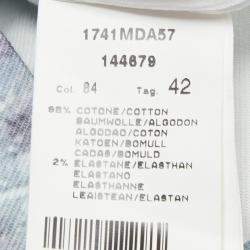 1741MDA57
144679
Col. 84 Tag. 42
98% COTONE/COTTON
BAUMWOLLE/ALGODON
ALGODAO/COTON
KATOEN/BOMULL
CADAS/BOMULD
2% ELASTANE/ELASTHAN
ELASTANO
ELASTHANNE
LEAISTEAN/ELASTAN